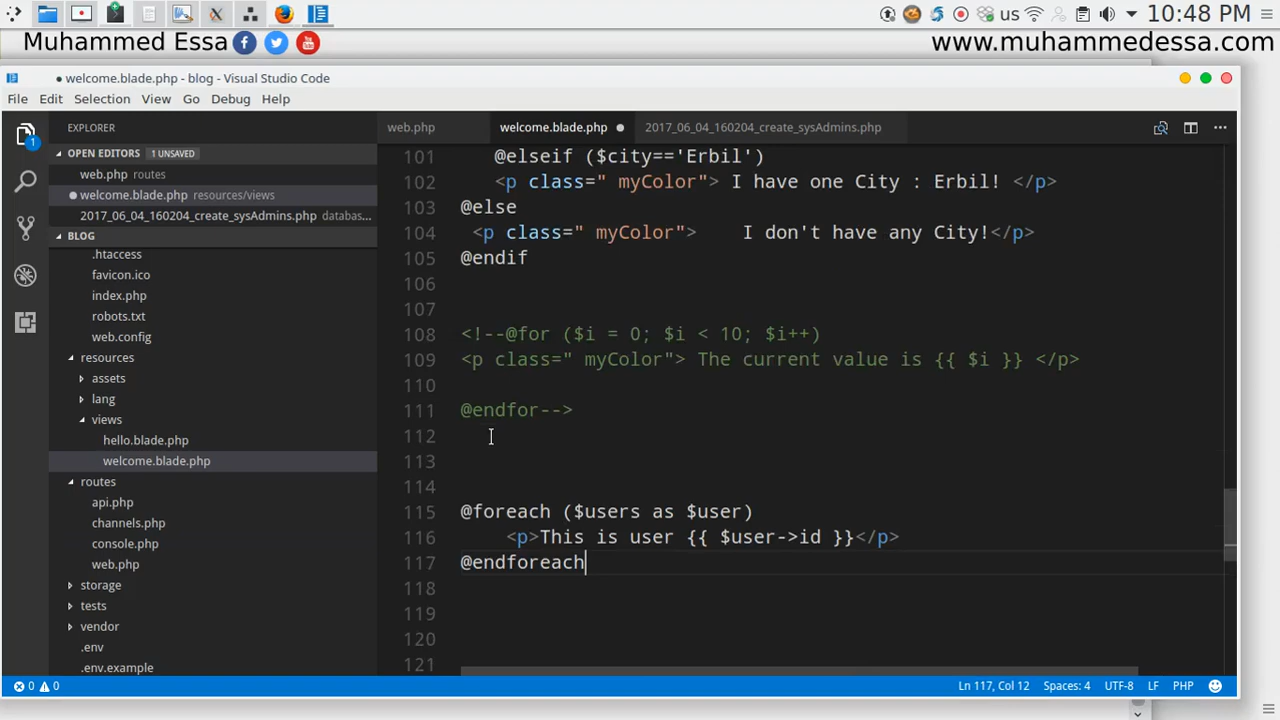 us 10:48 PM
Muhammed Essa www.muhammedessa.com
● welcome.blade.php - blog - Visual Studio Code
File Edit Selection View Go Debug Help
EXPLORER
web.php welcome.blade.php 2017_06_04_160204_create_sysAdmins.php
OPEN EDITORS 1 UNSAVED
web.php routes
welcome.blade.php resources/views
2017_06_04_160204_create_sysAdmins.php databas...
BLOG
.htaccess
favicon.ico
index.php
robots.txt
web.config
resources
assets
lang
views
hello.blade.php
welcome.blade.php
routes
api.php
channels.php
console.php
web.php
storage
tests
vendor
.env
.env.example
1
101 @elseif ($city=='Erbil')
102 <p class=" myColor"> I have one City : Erbil! </p>
103 @else
104 <p class=" myColor"> I don't have any City!</p>
105 @endif
106
107
108 <!--@for ($i = 0; $i < 10; $i++)
109 <p class=" myColor"> The current value is {{ $i }} </p>
110
111 @endfor-->
112
113
114
115 @foreach ($users as $user)
116 <p>This is user {{ $user->id }}</p>
117 @endforeach
118
119
120
121
0 0 Ln 117, Col 12 Spaces: 4 UTF-8 LF PHP